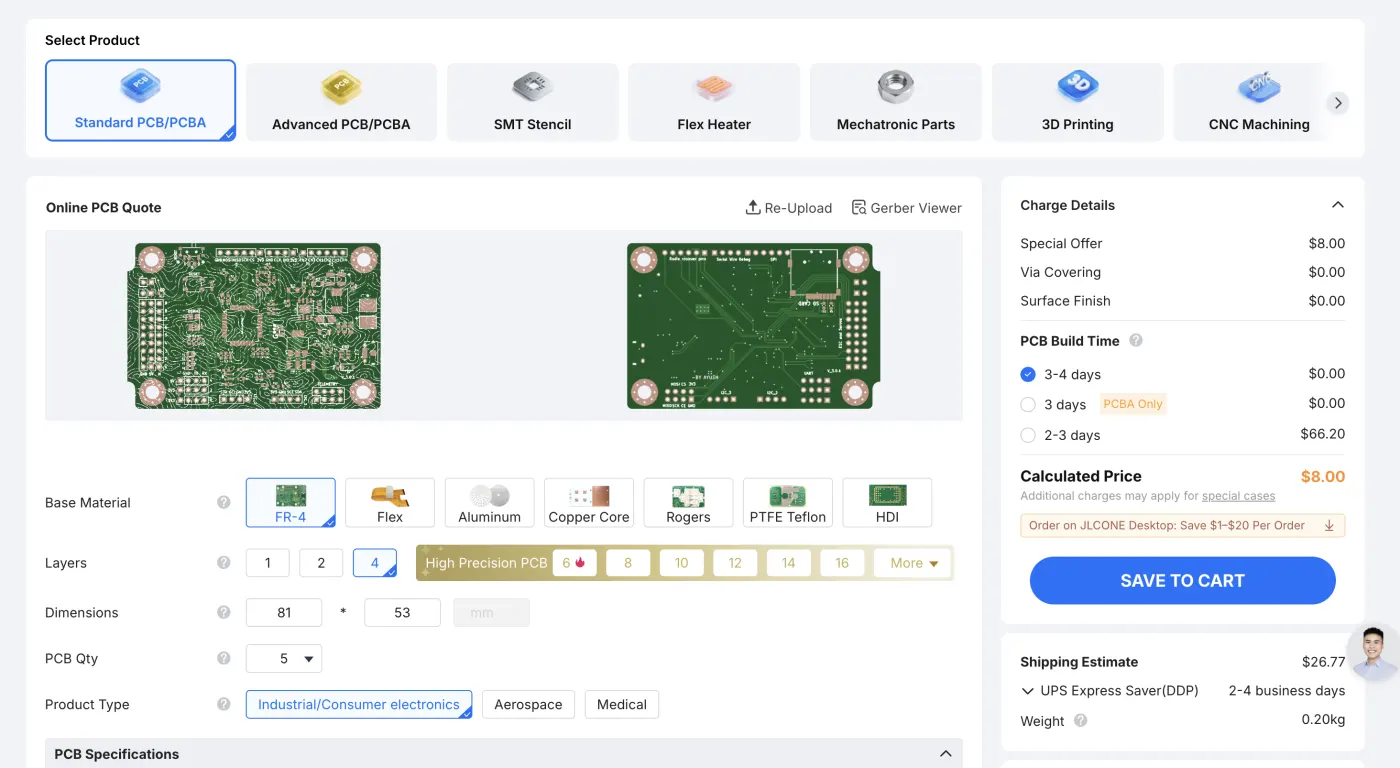 Select Product
Standard PCB/PCBA
Advanced PCB/PCBA
SMT Stencil
Flex Heater
Mechatronic Parts
3D Printing
CNC Machining
Online PCB Quote
Re-Upload
Gerber Viewer
Base Material
FR-4
Flex
Aluminum
Copper Core
Rogers
PTFE Teflon
HDI
Layers
1
2
4
High Precision PCB
6
8
10
12
14
16
More
Dimensions
81
*
53
mm
PCB Qty
5
Product Type
Industrial/Consumer electronics
Aerospace
Medical
PCB Specifications
Charge Details
Special Offer $8.00
Via Covering $0.00
Surface Finish $0.00
PCB Build Time
3-4 days $0.00
3 days PCBA Only $0.00
2-3 days $66.20
Calculated Price $8.00
Additional charges may apply for special cases
Order on JLCONE Desktop: Save $1–$20 Per Order
SAVE TO CART
Shipping Estimate $26.77
UPS Express Saver(DDP) 2-4 business days
Weight 0.20kg